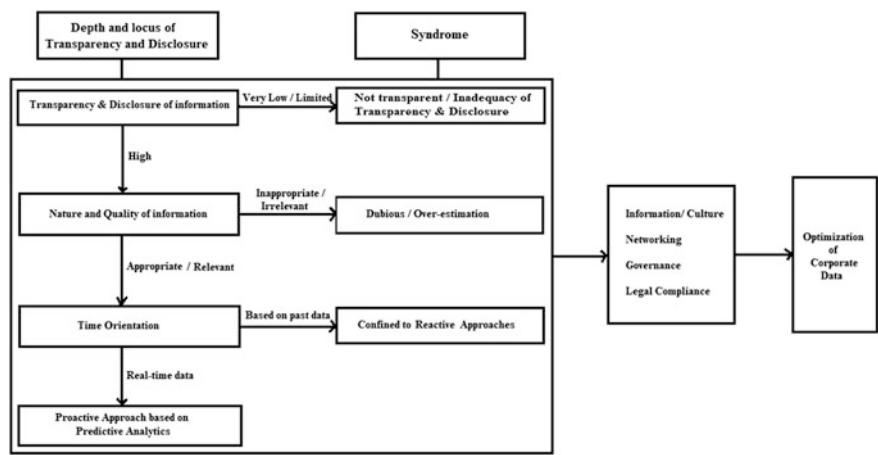 Depth and locus of
Transparency and Disclosure
Syndrome
Transparency & Disclosure of information
Very Low / Limited
Not transparent / Inadequacy of
Transparency & Disclosure
High
Nature and Quality of information
Inappropriate /
Irrelevant
Dubious / Over-estimation
Appropriate / Relevant
Time Orientation
Based on past data
Confined to Reactive Approaches
Real-time data
Proactive Approach based on
Predictive Analytics
Information/ Culture
Networking
Governance
Legal Compliance
Optimization
of
Corporate
Data